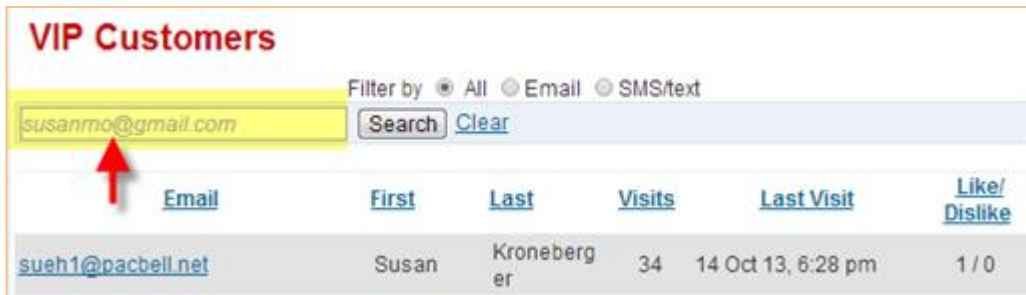 VIP Customers
Filter by All Email SMS/text
susanmo@gmail.com Search Clear
Email First Last Visits Last Visit Like/
Dislike
sueh1@pacbell.net Susan Kroneberg 34 14 Oct 13, 6:28 pm 1 / 0
er